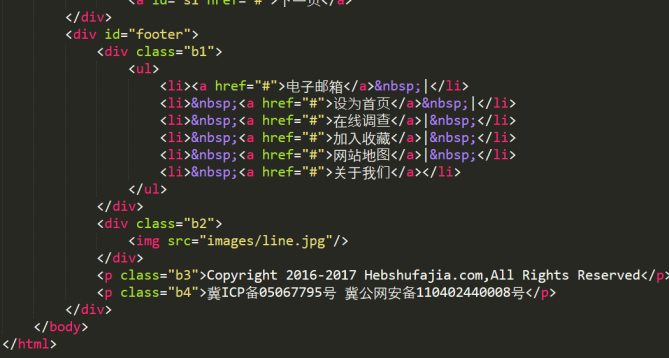 <a id="s1" href="#">下一页</a>
</div>
<div id="footer">
<div class="b1">
<ul>
<li><a href="#">电子邮箱</a>&nbsp;|</li>
<li>&nbsp;<a href="#">设为首页</a>&nbsp;|</li>
<li>&nbsp;<a href="#">在线调查</a>|&nbsp;</li>
<li>&nbsp;<a href="#">加入收藏</a>|&nbsp;</li>
<li>&nbsp;<a href="#">网站地图</a>|&nbsp;</li>
<li>&nbsp;<a href="#">关于我们</a></li>
</ul>
</div>
<div class="b2">
<img src="images/line.jpg"/>
</div>
<p class="b3">Copyright 2016-2017 Hebshufajia.com,All Rights Reserved</p>
<p class="b4">冀ICP备05067795号 冀公网安备110402440008号</p>
</div>
</body>
</html>